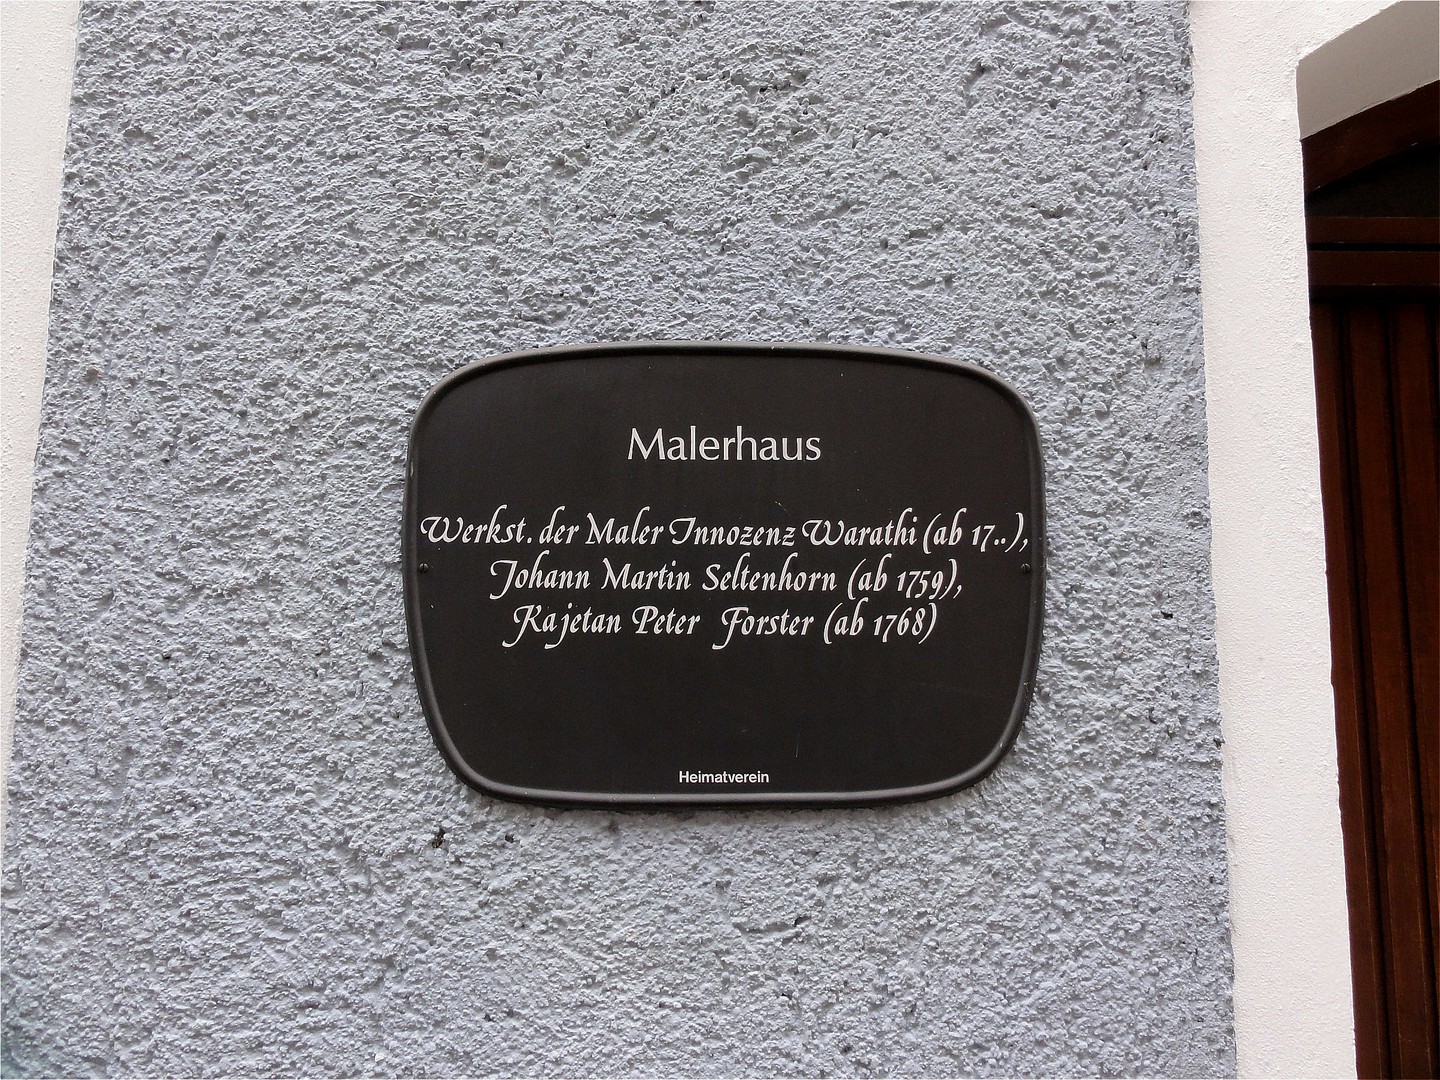 Malerhaus
Werkst. der Maler Innozenz Warathi (ab 17..),
Johann Martin Seltenhorn (ab 1759),
Kajetan Peter Forster (ab 1768)
Heimatverein